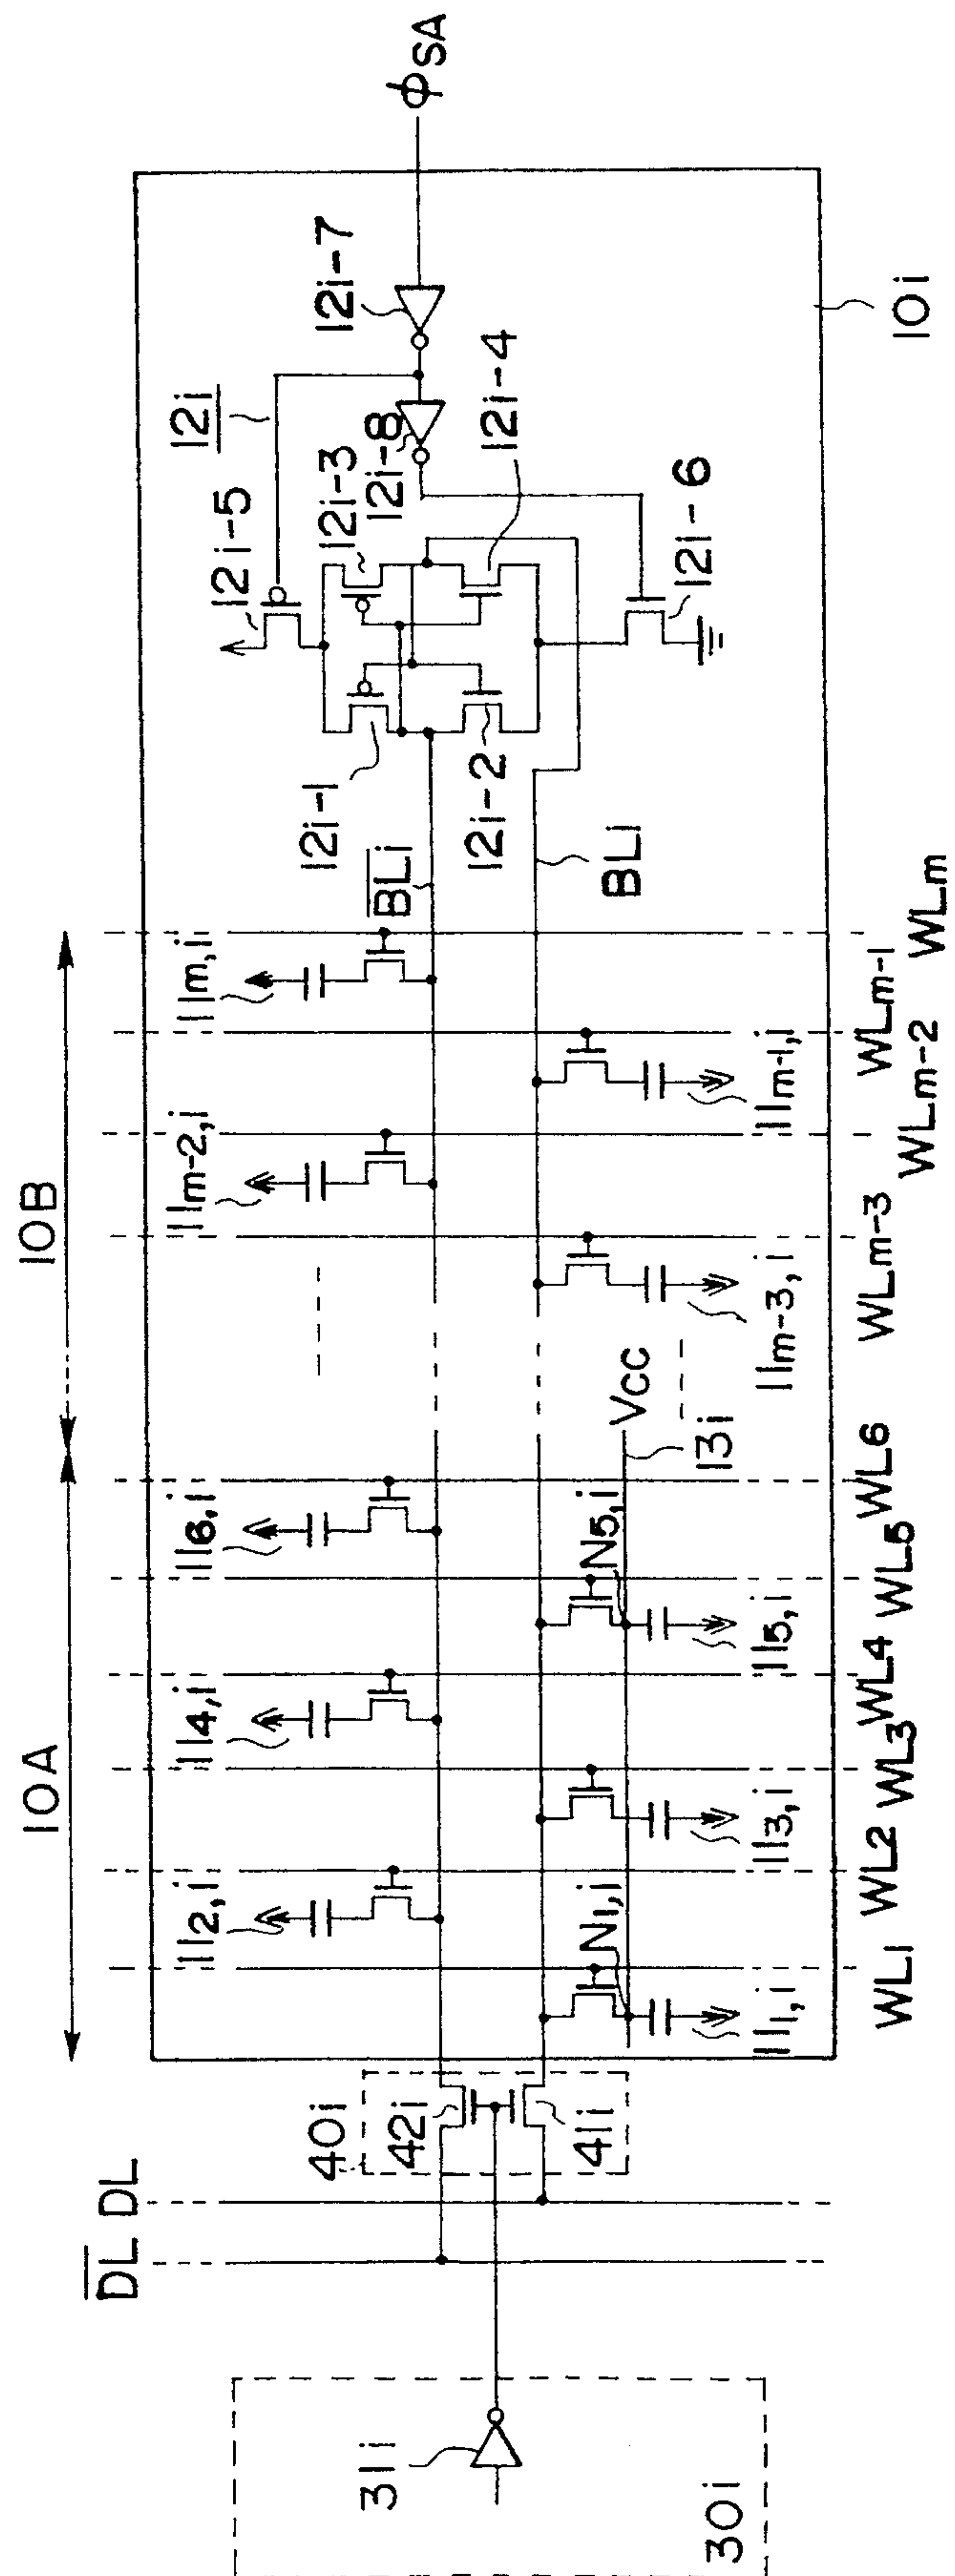 10A
10B
11₂,i
11₄,i
11₆,i
11m-2,i
11m,i
12i-5
12i
12i-7
ϕSA
12i-3
12i-8
12i-1
12i-4
B̅L̅i
12i-2
BLi
12i-6
D̅L̅
DL
40i
42i
41i
31i
30i
N₁,i
N₅,i
Vcc
13i
11₁,i
11₃,i
11₅,i
11m-3,i
11m-1,i
WL1
WL2
WL3
WL4
WL5
WL6
WLm-3
WLm-2
WLm-1
WLm
10i